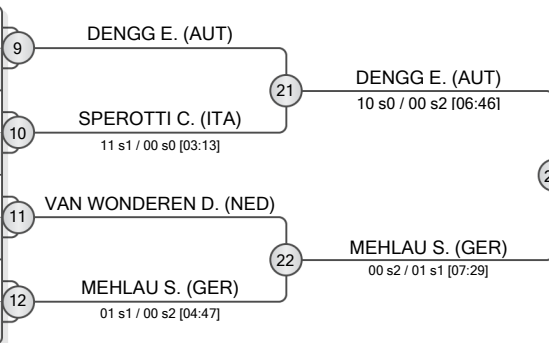 9
DENGG E. (AUT)
21
DENGG E. (AUT)
10 s0 / 00 s2 [06:46]
10
SPEROTTI C. (ITA)
11 s1 / 00 s0 [03:13]
11
VAN WONDEREN D. (NED)
22
MEHLAU S. (GER)
00 s2 / 01 s1 [07:29]
12
MEHLAU S. (GER)
01 s1 / 00 s2 [04:47]